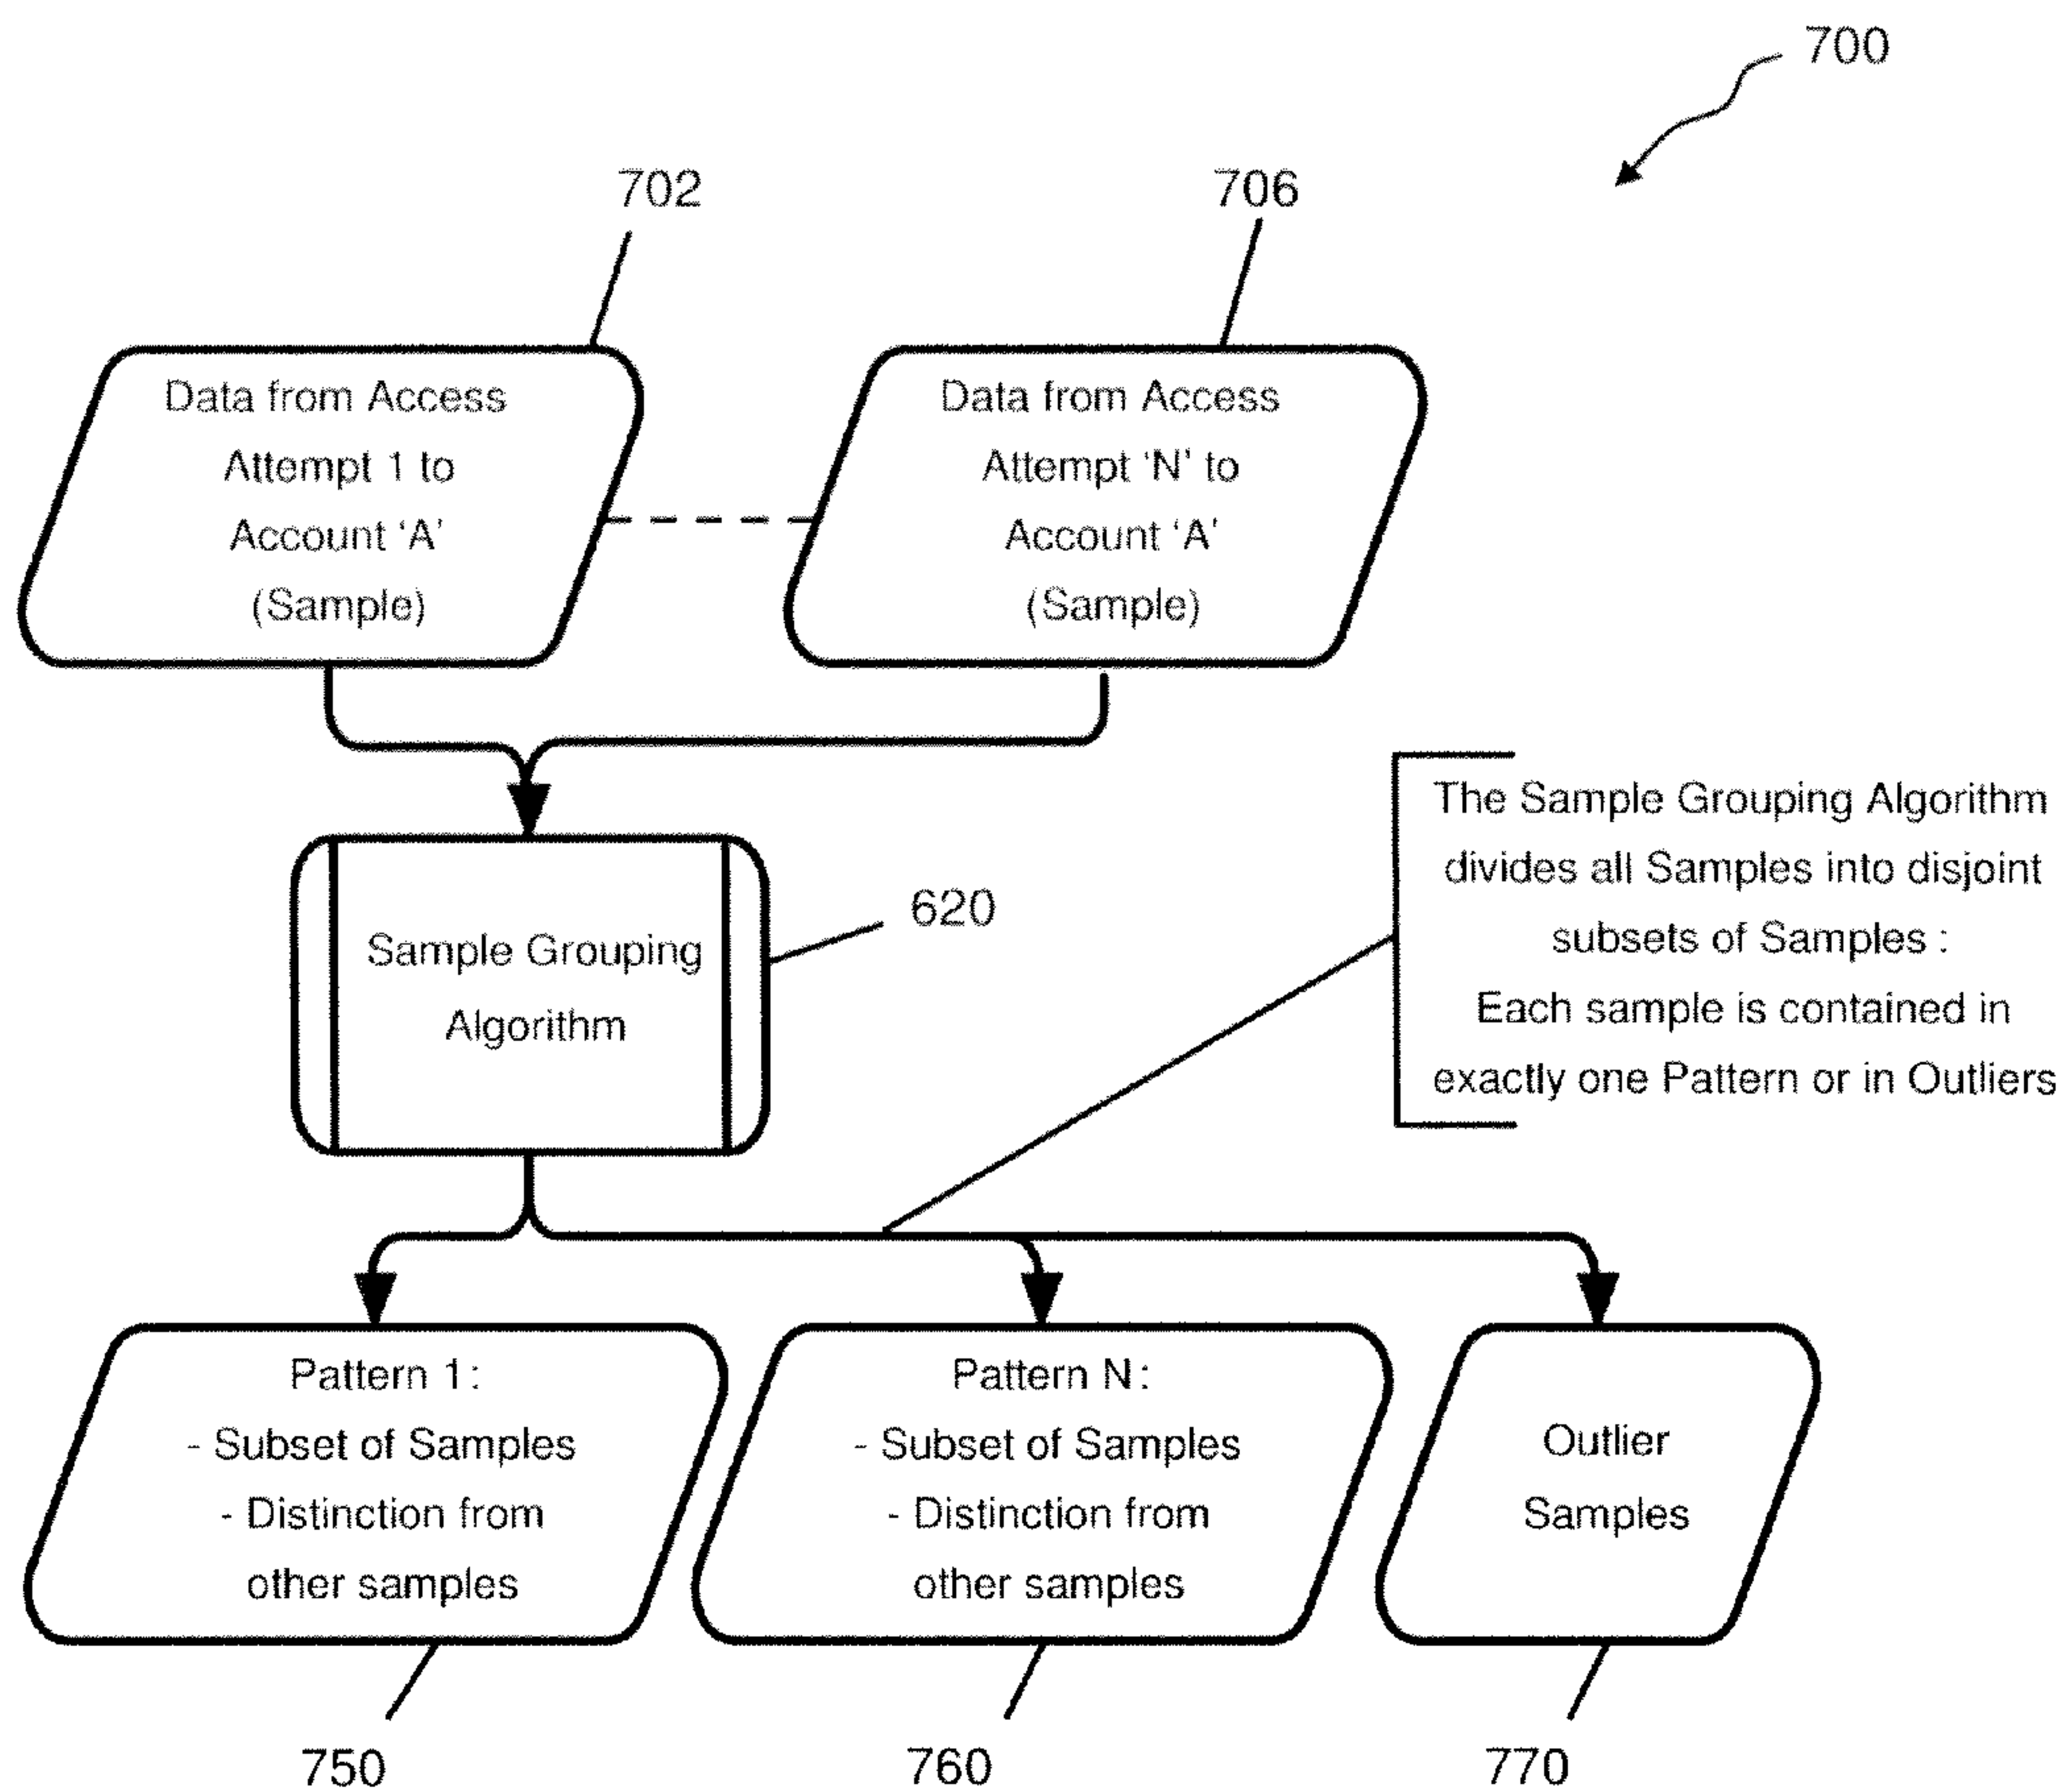 700
702
706
Data from Access
Attempt 1 to
Account ‘A’
(Sample)
Data from Access
Attempt ‘N’ to
Account ‘A’
(Sample)
The Sample Grouping Algorithm
divides all Samples into disjoint
subsets of Samples :
Each sample is contained in
exactly one Pattern or in Outliers
Sample Grouping
Algorithm
620
Pattern 1 :
- Subset of Samples
- Distinction from
other samples
Pattern N :
- Subset of Samples
- Distinction from
other samples
Outlier
Samples
750
760
770